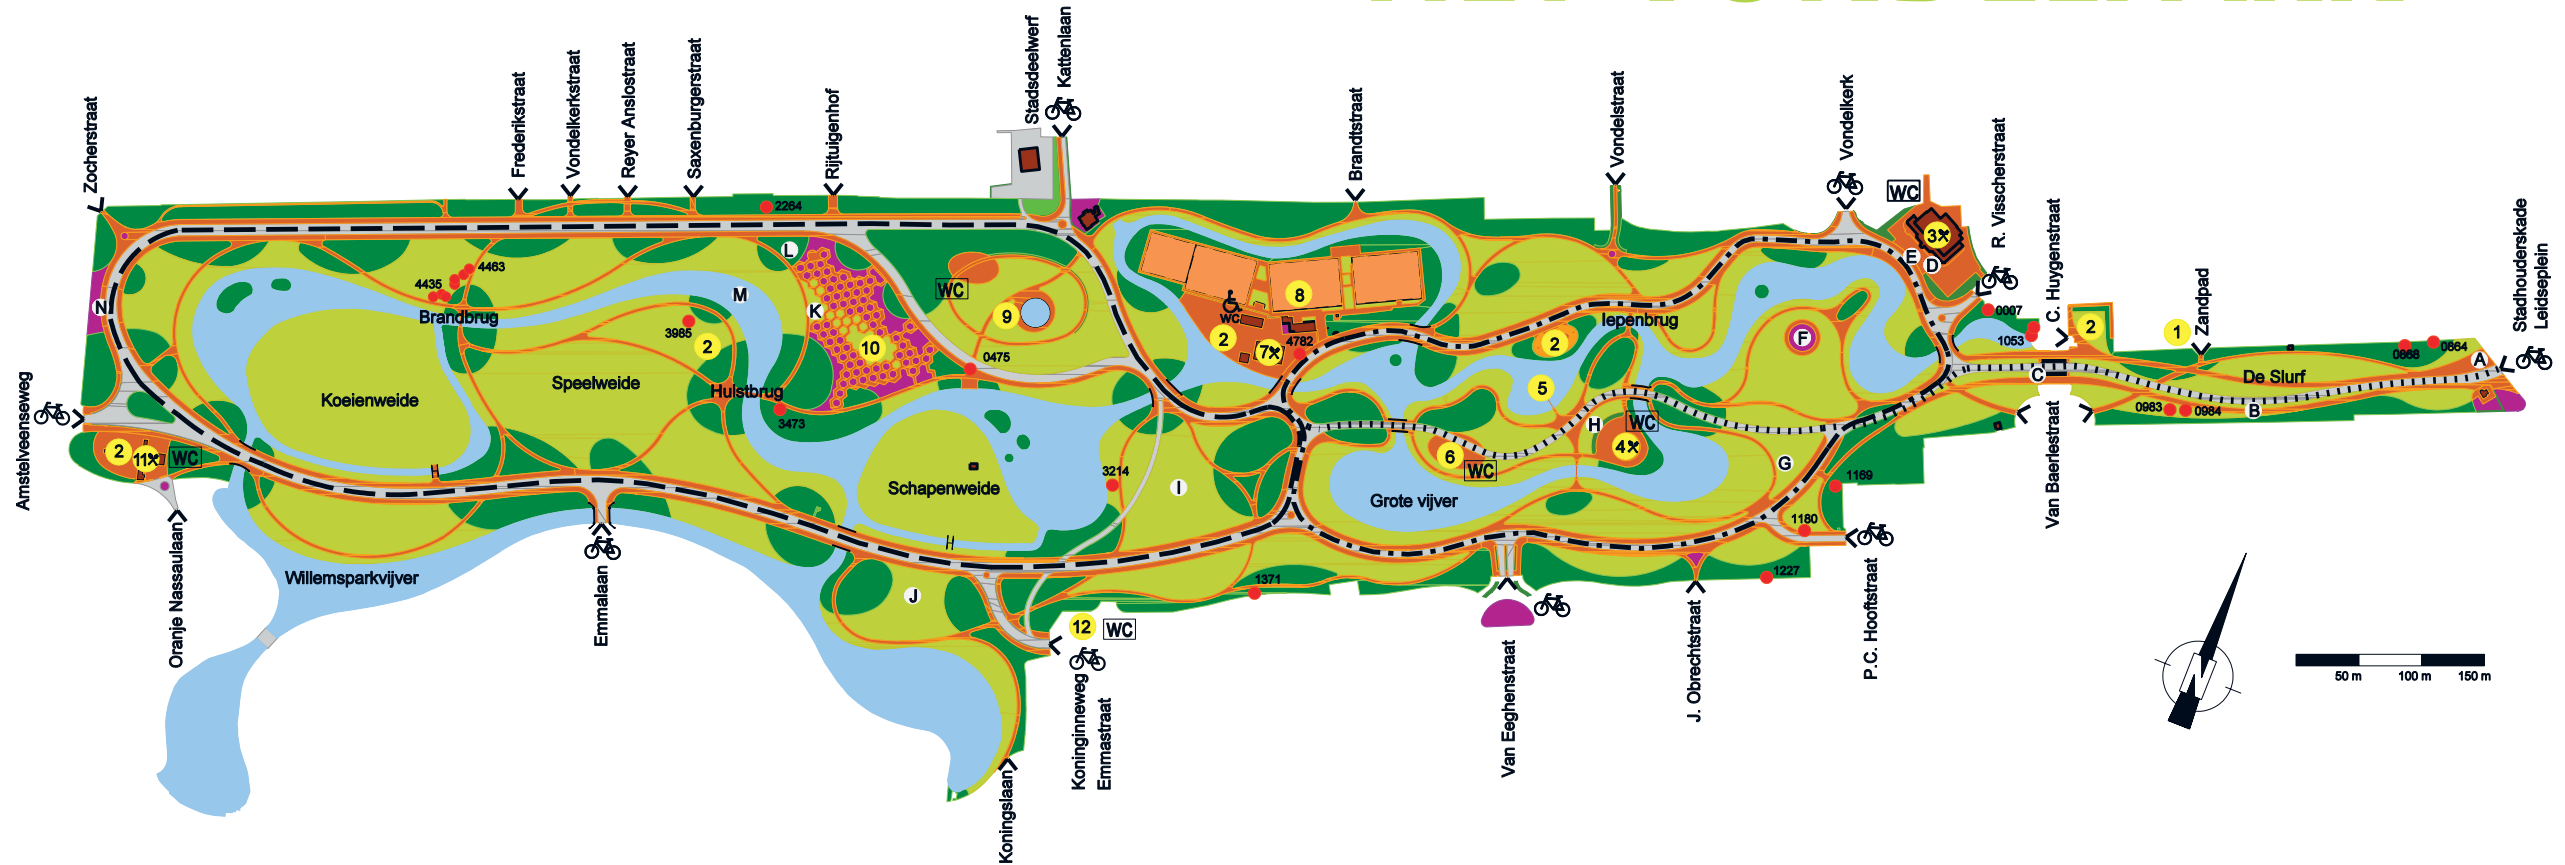 Zocherstraat
Frederikstraat
Vondelkerkstraat
Reyer Anslostraat
Saxenburgerstraat
Rijtuigenhof
Stadsdeelwerf
Kattenlaan
Brandtstraat
Vondelstraat
Vondelkerk
R. Visscherstraat
C. Huygenstraat
Zandpad
Stadhouderskade
Leidseplein
2264
WC
L
E
3
D
4463
4435
M
N
K
WC
9
8
WC
2
7
4782
Brandbrug
3985
2
10
0475
Iepenbrug
2
F
0007
1053
2
1
0868
0864
A
C
De Slurf
B
0983
0984
Speelweide
Hulstbrug
Koeienweide
3473
5
H
WC
4
6
WC
G
2
11
WC
Schapenweide
3214
I
Grote vijver
1169
1180
Amstelveenseweg
Oranje Nassaulaan
Willemsparkvijver
Emmalaan
J
12
WC
1371
1227
Koningslaan
Koninginneweg
Emmastraat
Van Eeghenstraat
J. Obrechtstraat
P.C. Hooftstraat
Van Baerlestraat
50 m
100 m
150 m